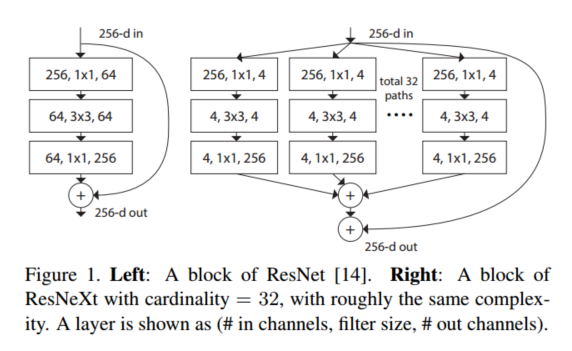 256-d in
256, 1x1, 64
64, 3x3, 64
64, 1x1, 256
+
256-d out
256-d in
256, 1x1, 4 256, 1x1, 4 total 32 paths 256, 1x1, 4
4, 3x3, 4 4, 3x3, 4 .... 4, 3x3, 4
4, 1x1, 256 4, 1x1, 256 4, 1x1, 256
+
+
256-d out
Figure 1. Left: A block of ResNet [14]. Right: A block of
ResNeXt with cardinality = 32, with roughly the same complex-
ity. A layer is shown as (# in channels, filter size, # out channels).